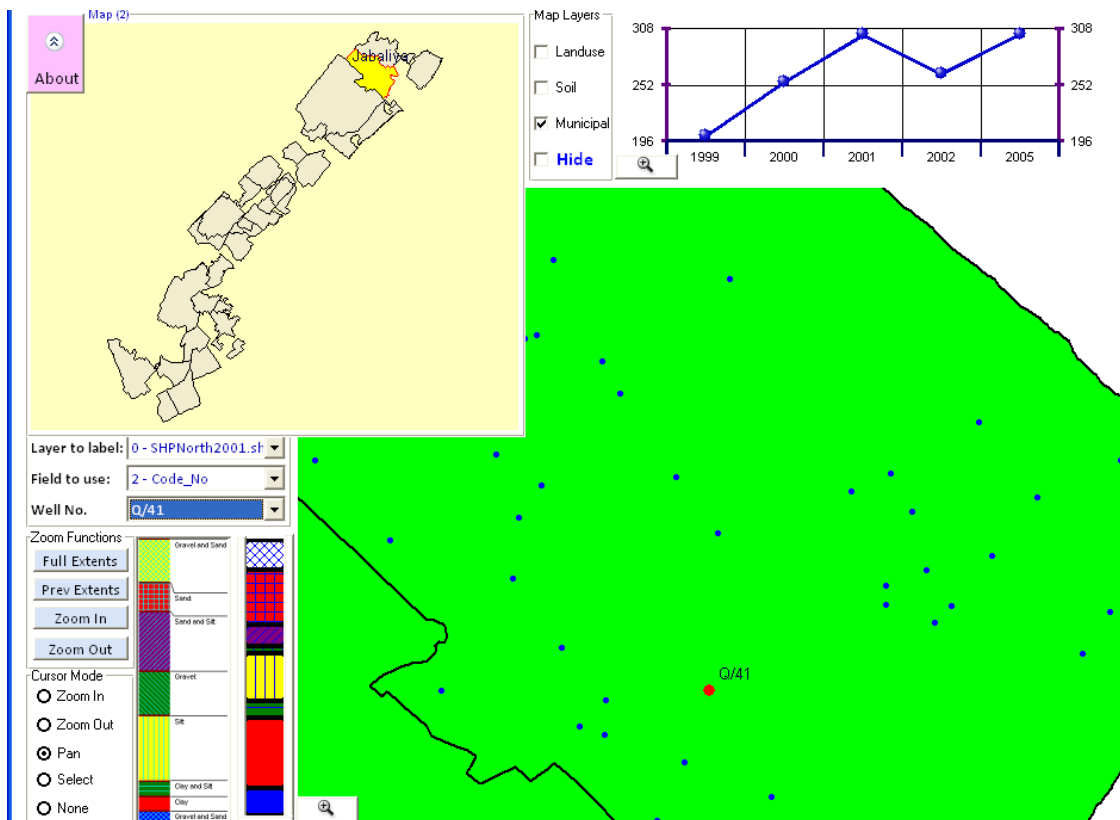 Map (2)
About
Jabaliya
Map Layers
Landuse
Soil
Municipal
Hide
308
252
196
308
252
196
1999
2000
2001
2002
2005
Layer to label:
0 - SHPNorth2001.sh
Field to use:
2 - Code_No
Well No.
Q/41
Zoom Functions
Full Extents
Prev Extents
Zoom In
Zoom Out
Cursor Mode
Zoom In
Zoom Out
Pan
Select
None
Gravel and Sand
Sand
Sand and Silt
Gravel
Silt
Clay and Silt
Clay
Gravel and Sand
Q/41